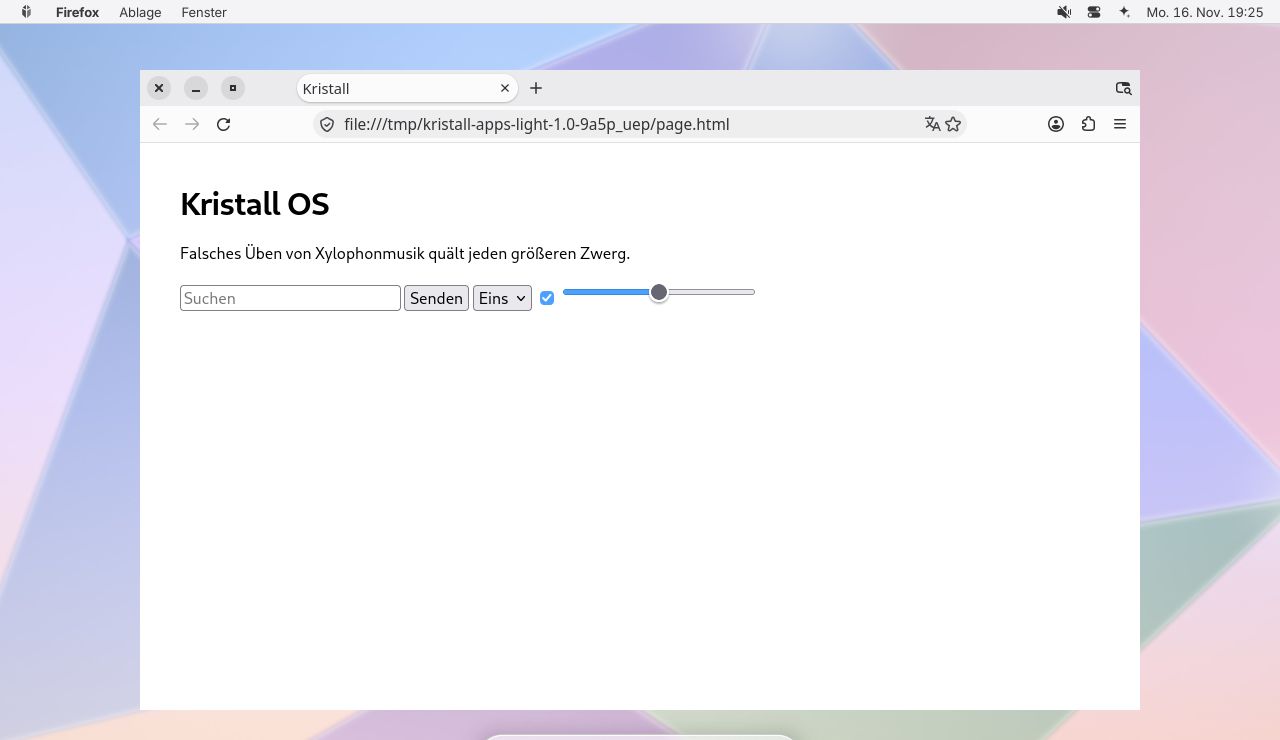 Firefox Ablage Fenster Mo. 16. Nov. 19:25
Kristall
file:///tmp/kristall-apps-light-1.0-9a5p_uep/page.html
Kristall OS
Falsches Üben von Xylophonmusik quält jeden größeren Zwerg.
Suchen Senden Eins